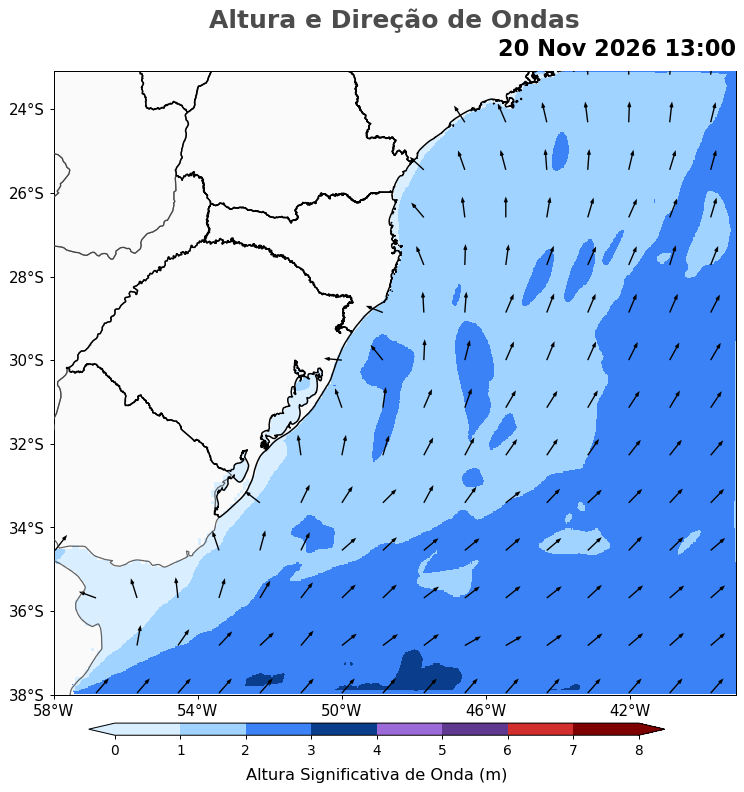 Altura e Direção de Ondas
20 Nov 2026 13:00
24°S
26°S
28°S
30°S
32°S
34°S
36°S
38°S
58°W 54°W 50°W 46°W 42°W
0 1 2 3 4 5 6 7 8
Altura Significativa de Onda (m)